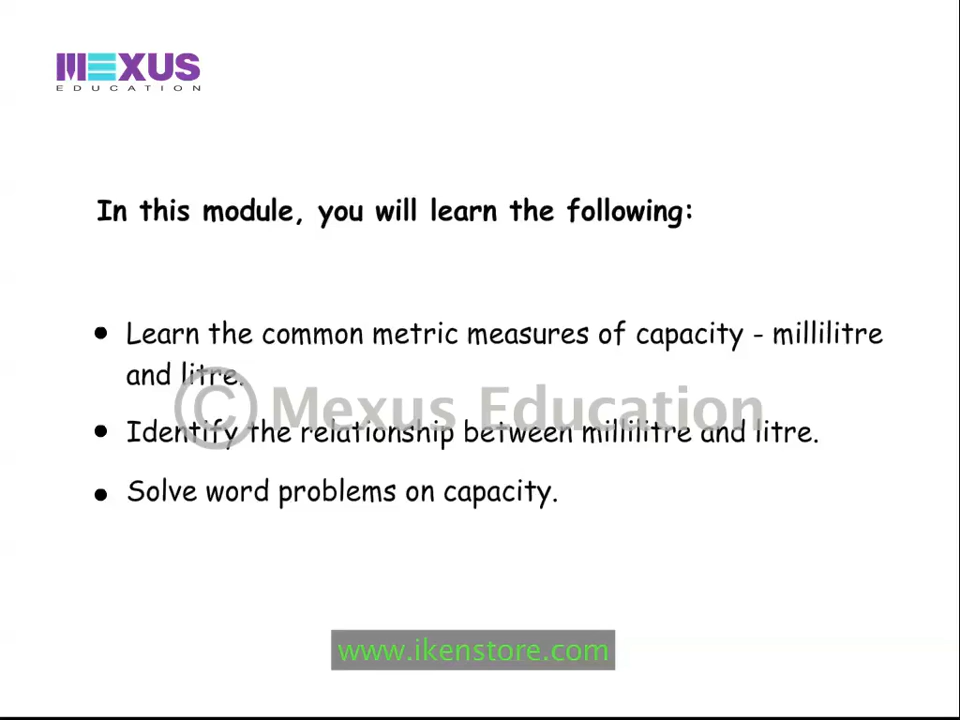 MEXUS
EDUCATION
In this module, you will learn the following:
• Learn the common metric measures of capacity - millilitre
and litre.
© Mexus Education
• Identify the relationship between millilitre and litre.
• Solve word problems on capacity.
www.ikenstore.com